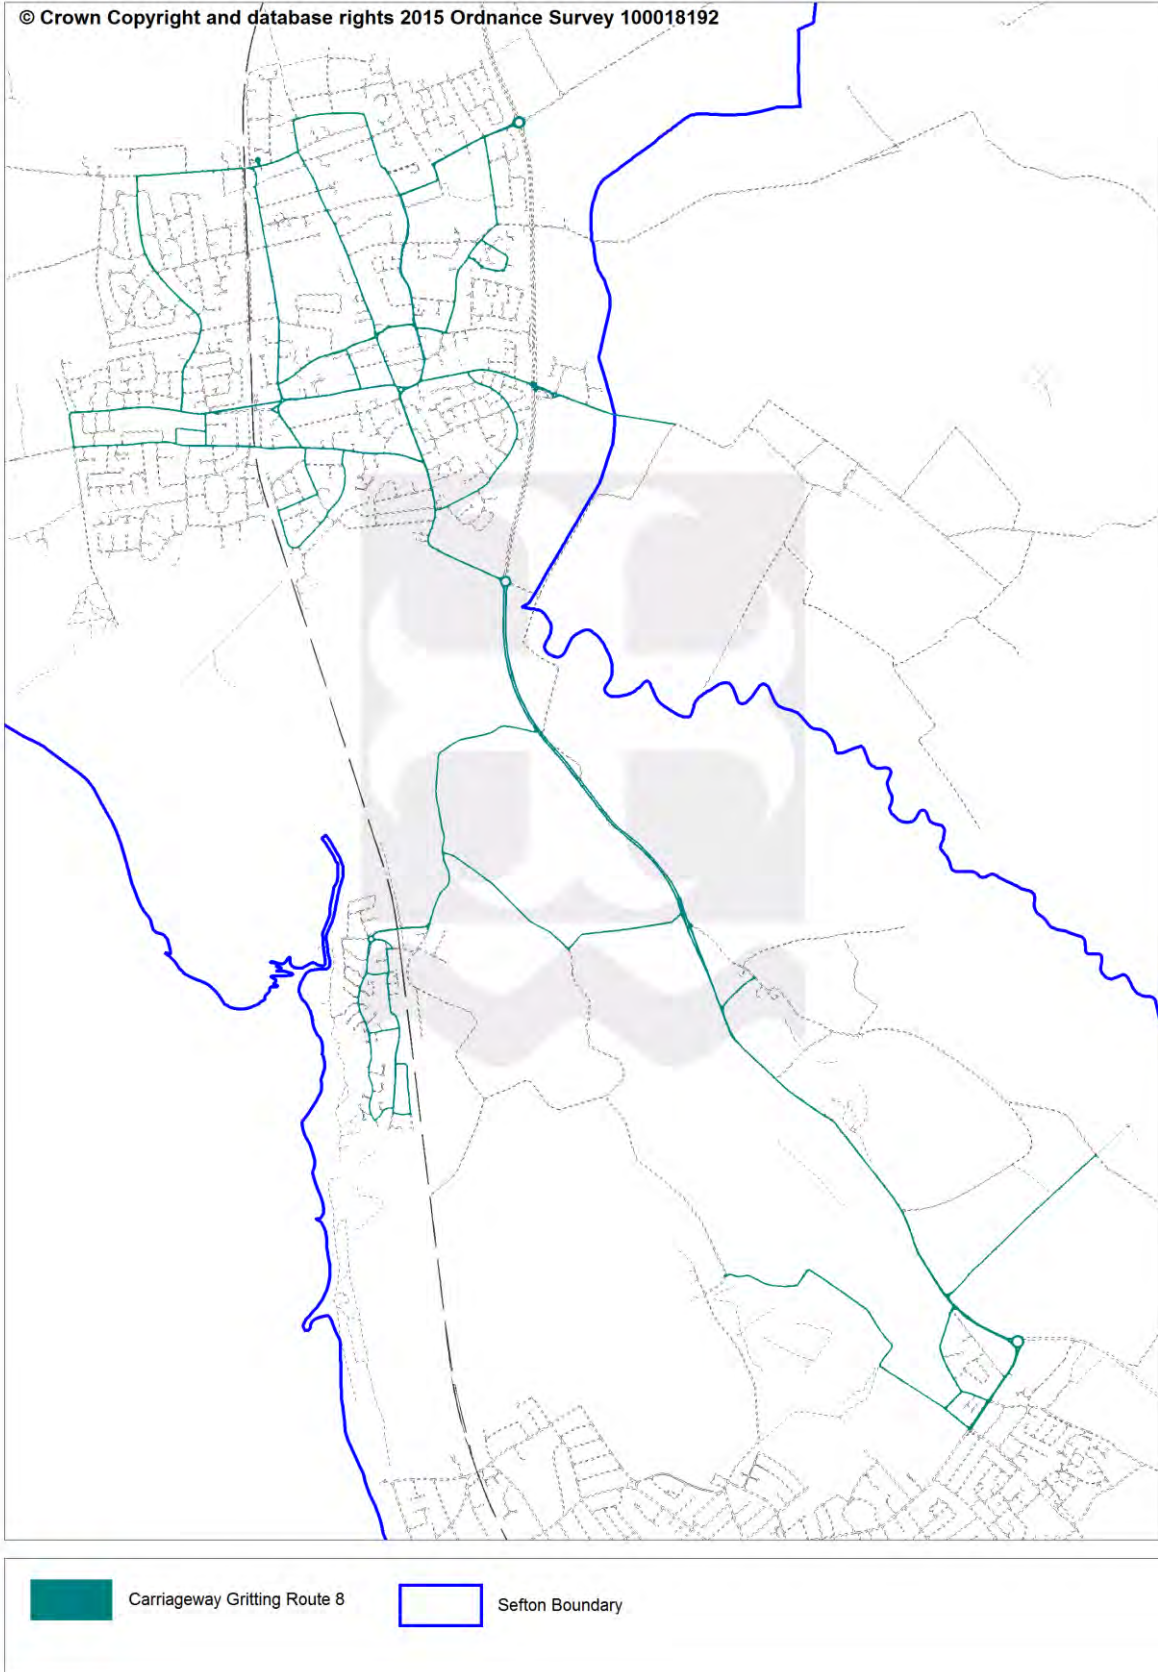 © Crown Copyright and database rights 2015 Ordnance Survey 100018192
Carriageway Gritting Route 8
Sefton Boundary